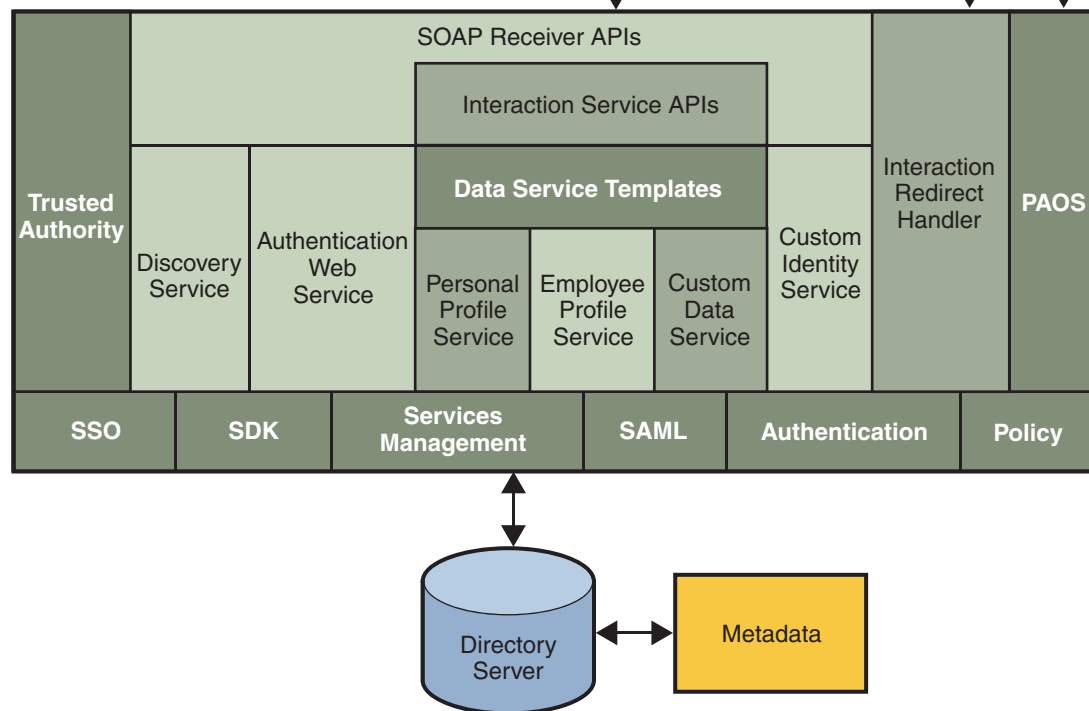 SOAP Receiver APIs
Interaction Service APIs
Trusted
Authority
Discovery
Service
Authentication
Web
Service
Data Service Templates
Personal
Profile
Service
Employee
Profile
Service
Custom
Data
Service
Custom
Identity
Service
Interaction
Redirect
Handler
PAOS
SSO
SDK
Services
Management
SAML
Authentication
Policy
Directory
Server
Metadata